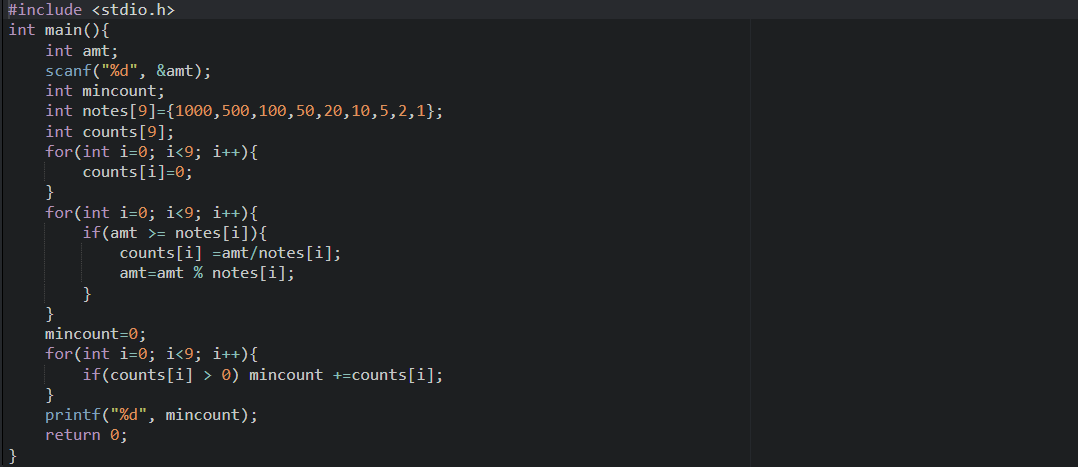 #include <stdio.h>
int main(){
    int amt;
    scanf("%d", &amt);
    int mincount;
    int notes[9]={1000,500,100,50,20,10,5,2,1};
    int counts[9];
    for(int i=0; i<9; i++){
        counts[i]=0;
    }
    for(int i=0; i<9; i++){
        if(amt >= notes[i]){
            counts[i] =amt/notes[i];
            amt=amt % notes[i];
        }
    }
    mincount=0;
    for(int i=0; i<9; i++){
        if(counts[i] > 0) mincount +=counts[i];
    }
    printf("%d", mincount);
    return 0;
}